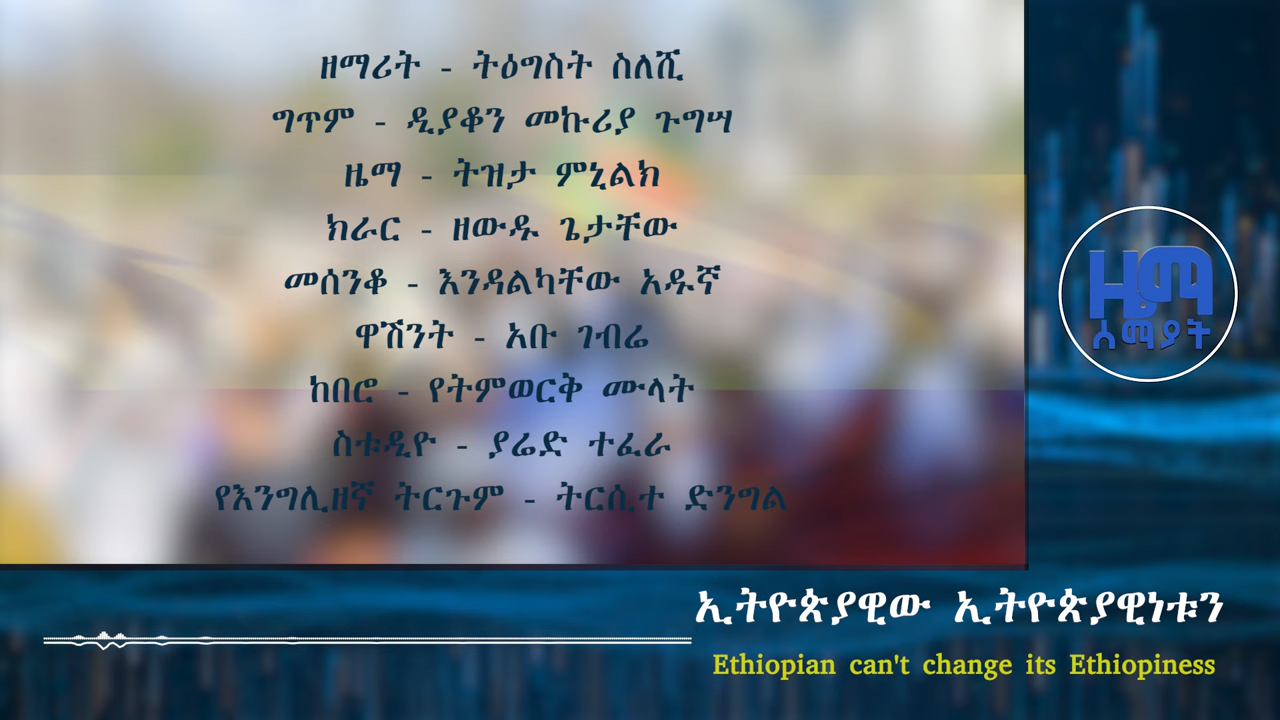 ዘማሪት - ትዕግስት ስለሺ
ግጥም - ዲያቆን መኩሪያ ጉግሣ
ዜማ - ትዝታ ምኒልክ
ክራር - ዘውዱ ጌታቸው
መሰንቆ - እንዳልካቸው አዱኛ
ዋሽንት - አቡ ገብሬ
ከበሮ - የትምወርቅ ሙላት
ስቱዲዮ - ያሬድ ተፈራ
የእንግሊዘኛ ትርጉም - ትርሲተ ድንግል
ዜማ
ሰማያት
ኢትዮጵያዊው ኢትዮጵያዊነቱን
Ethiopian can't change its Ethiopiness